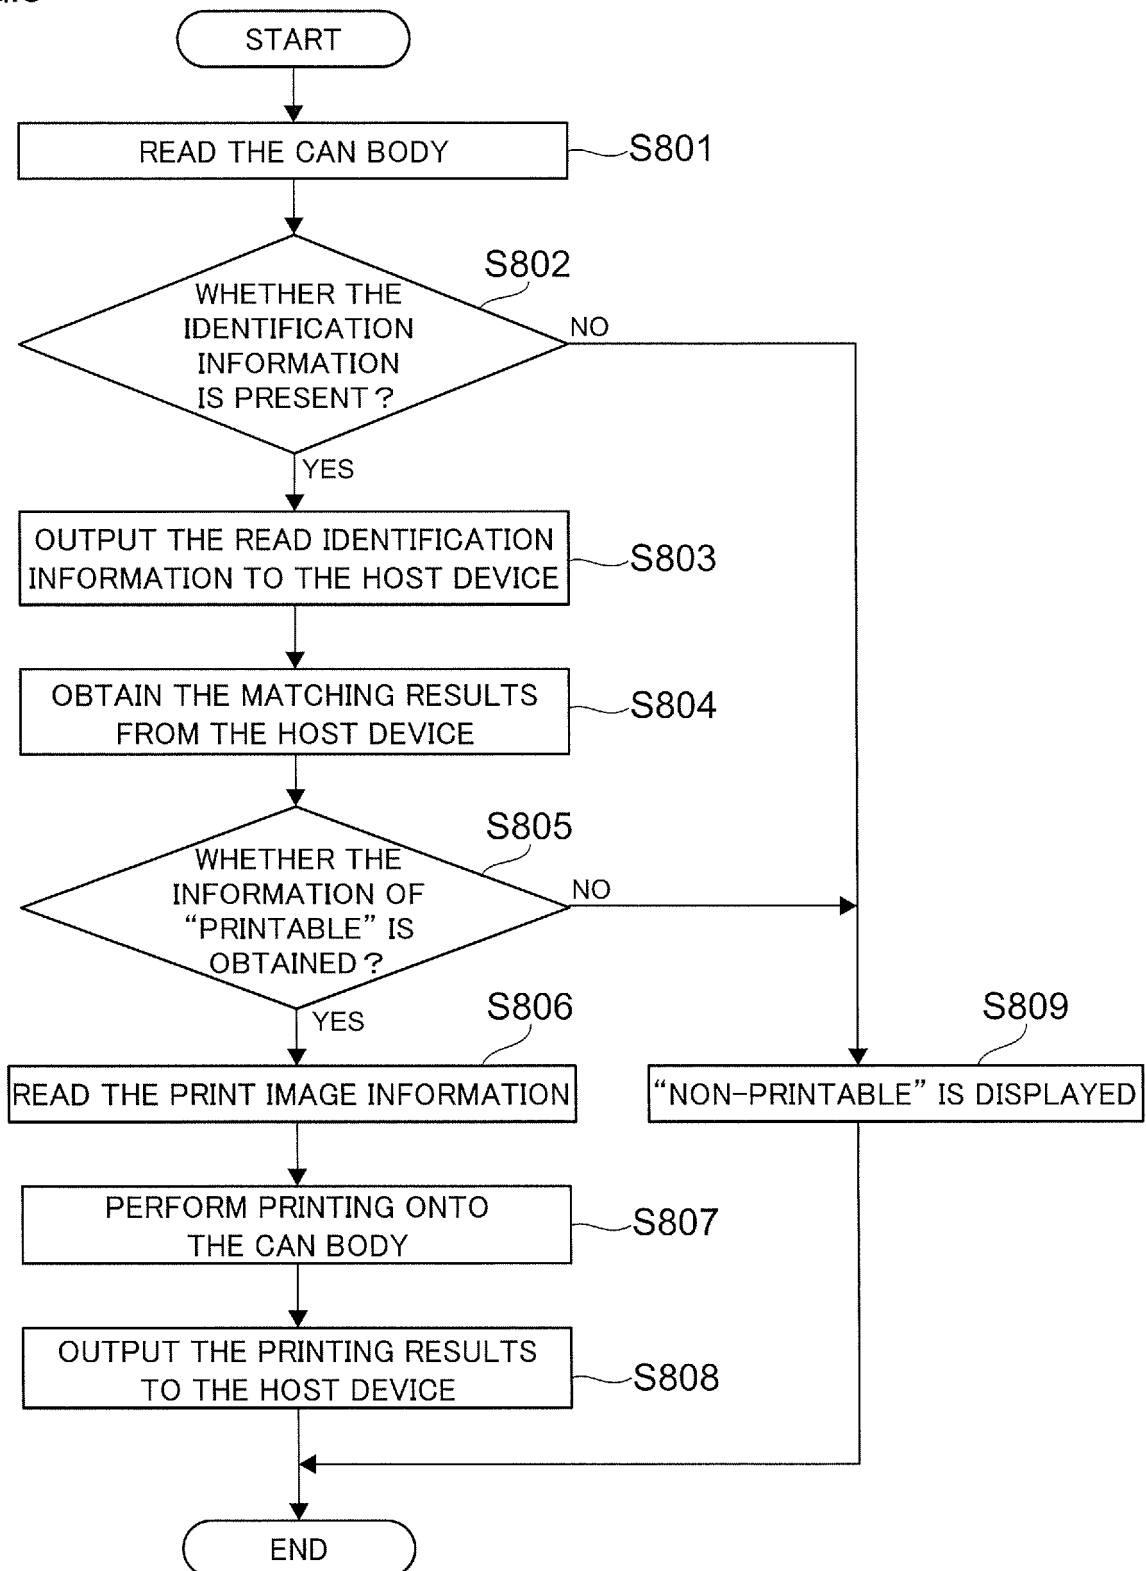 START
READ THE CAN BODY
S801
S802
WHETHER THE
IDENTIFICATION
INFORMATION
IS PRESENT?
NO
YES
OUTPUT THE READ IDENTIFICATION
INFORMATION TO THE HOST DEVICE
S803
OBTAIN THE MATCHING RESULTS
FROM THE HOST DEVICE
S804
S805
WHETHER THE
INFORMATION OF
“PRINTABLE” IS
OBTAINED?
NO
YES
S806
READ THE PRINT IMAGE INFORMATION
S809
“NON-PRINTABLE” IS DISPLAYED
PERFORM PRINTING ONTO
THE CAN BODY
S807
OUTPUT THE PRINTING RESULTS
TO THE HOST DEVICE
S808
END